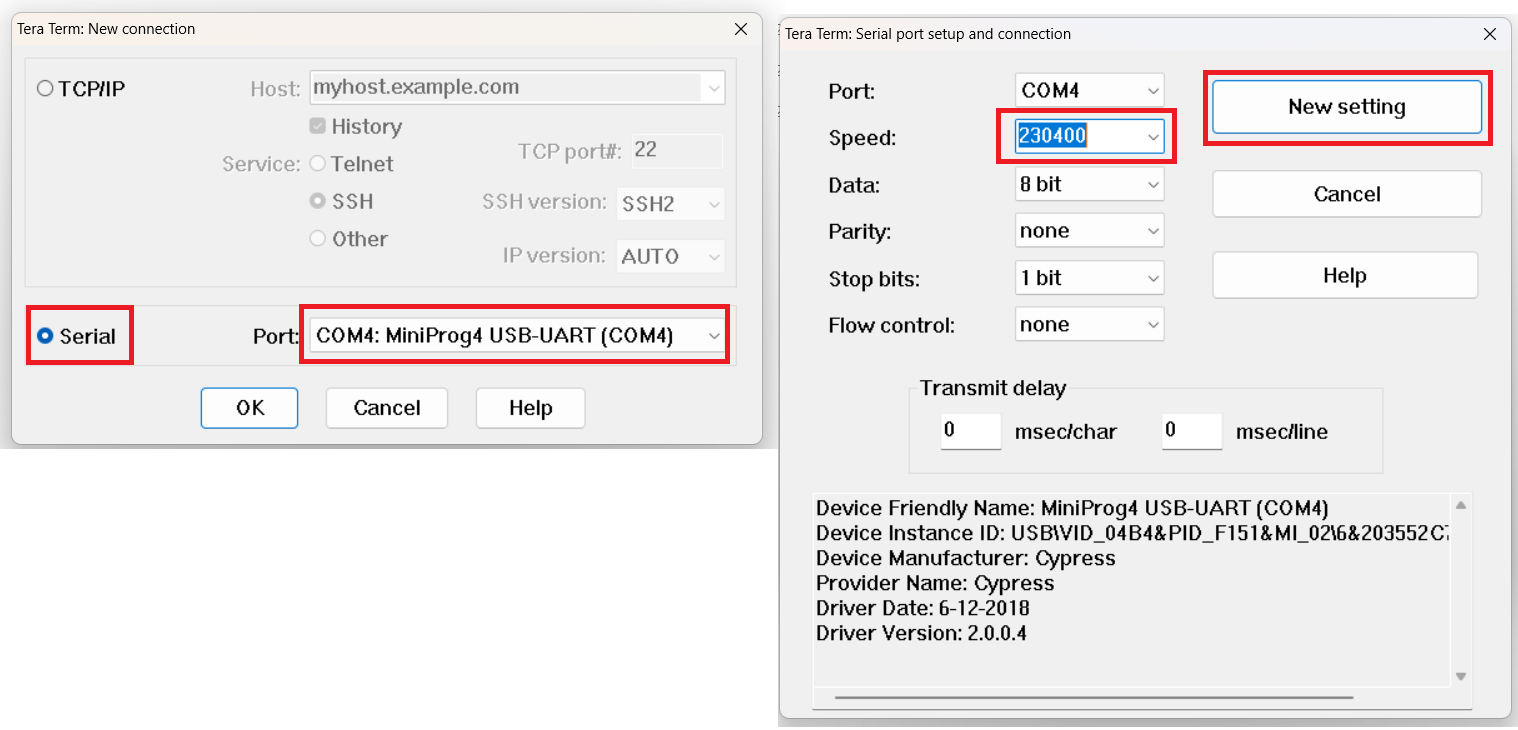 Tera Term: New connection
TCP/IP
Host: myhost.example.com
History
Service: Telnet
TCP port#: 22
SSH
SSH version: SSH2
Other
IP version: AUTO
Serial
Port: COM4: MiniProg4 USB-UART (COM4)
OK
Cancel
Help
Tera Term: Serial port setup and connection
Port: COM4
New setting
Speed: 230400
Data: 8 bit
Cancel
Parity: none
Stop bits: 1 bit
Help
Flow control: none
Transmit delay
0 msec/char 0 msec/line
Device Friendly Name: MiniProg4 USB-UART (COM4)
Device Instance ID: USB\VID_04B4&PID_F151&MI_02\6&203552C
Device Manufacturer: Cypress
Provider Name: Cypress
Driver Date: 6-12-2018
Driver Version: 2.0.0.4